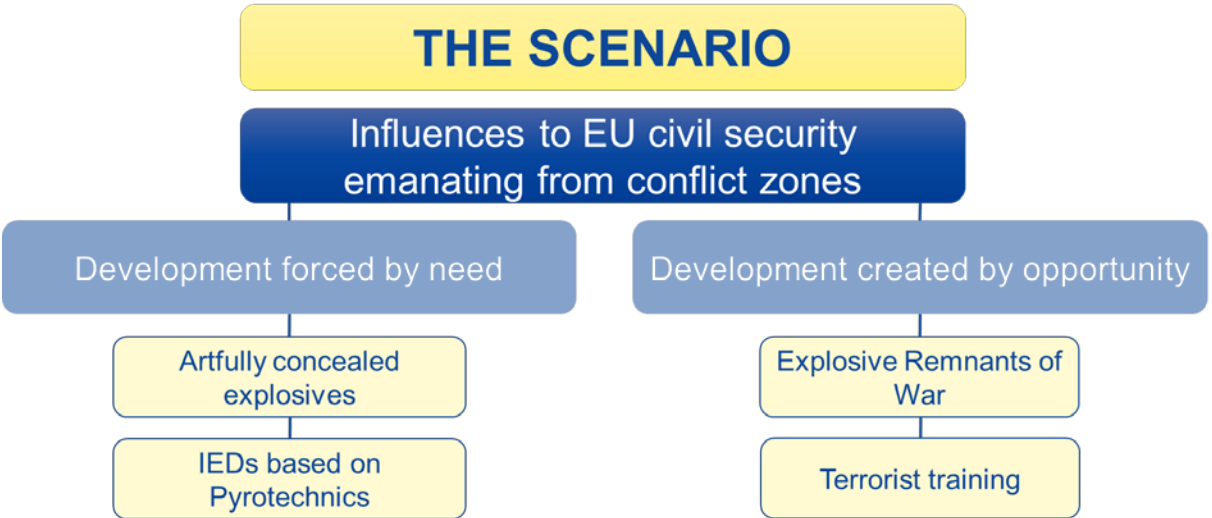 THE SCENARIO
Influences to EU civil security
emanating from conflict zones
Development forced by need
Development created by opportunity
Artfully concealed
explosives
Explosive Remnants of
War
IEDs based on
Pyrotechnics
Terrorist training